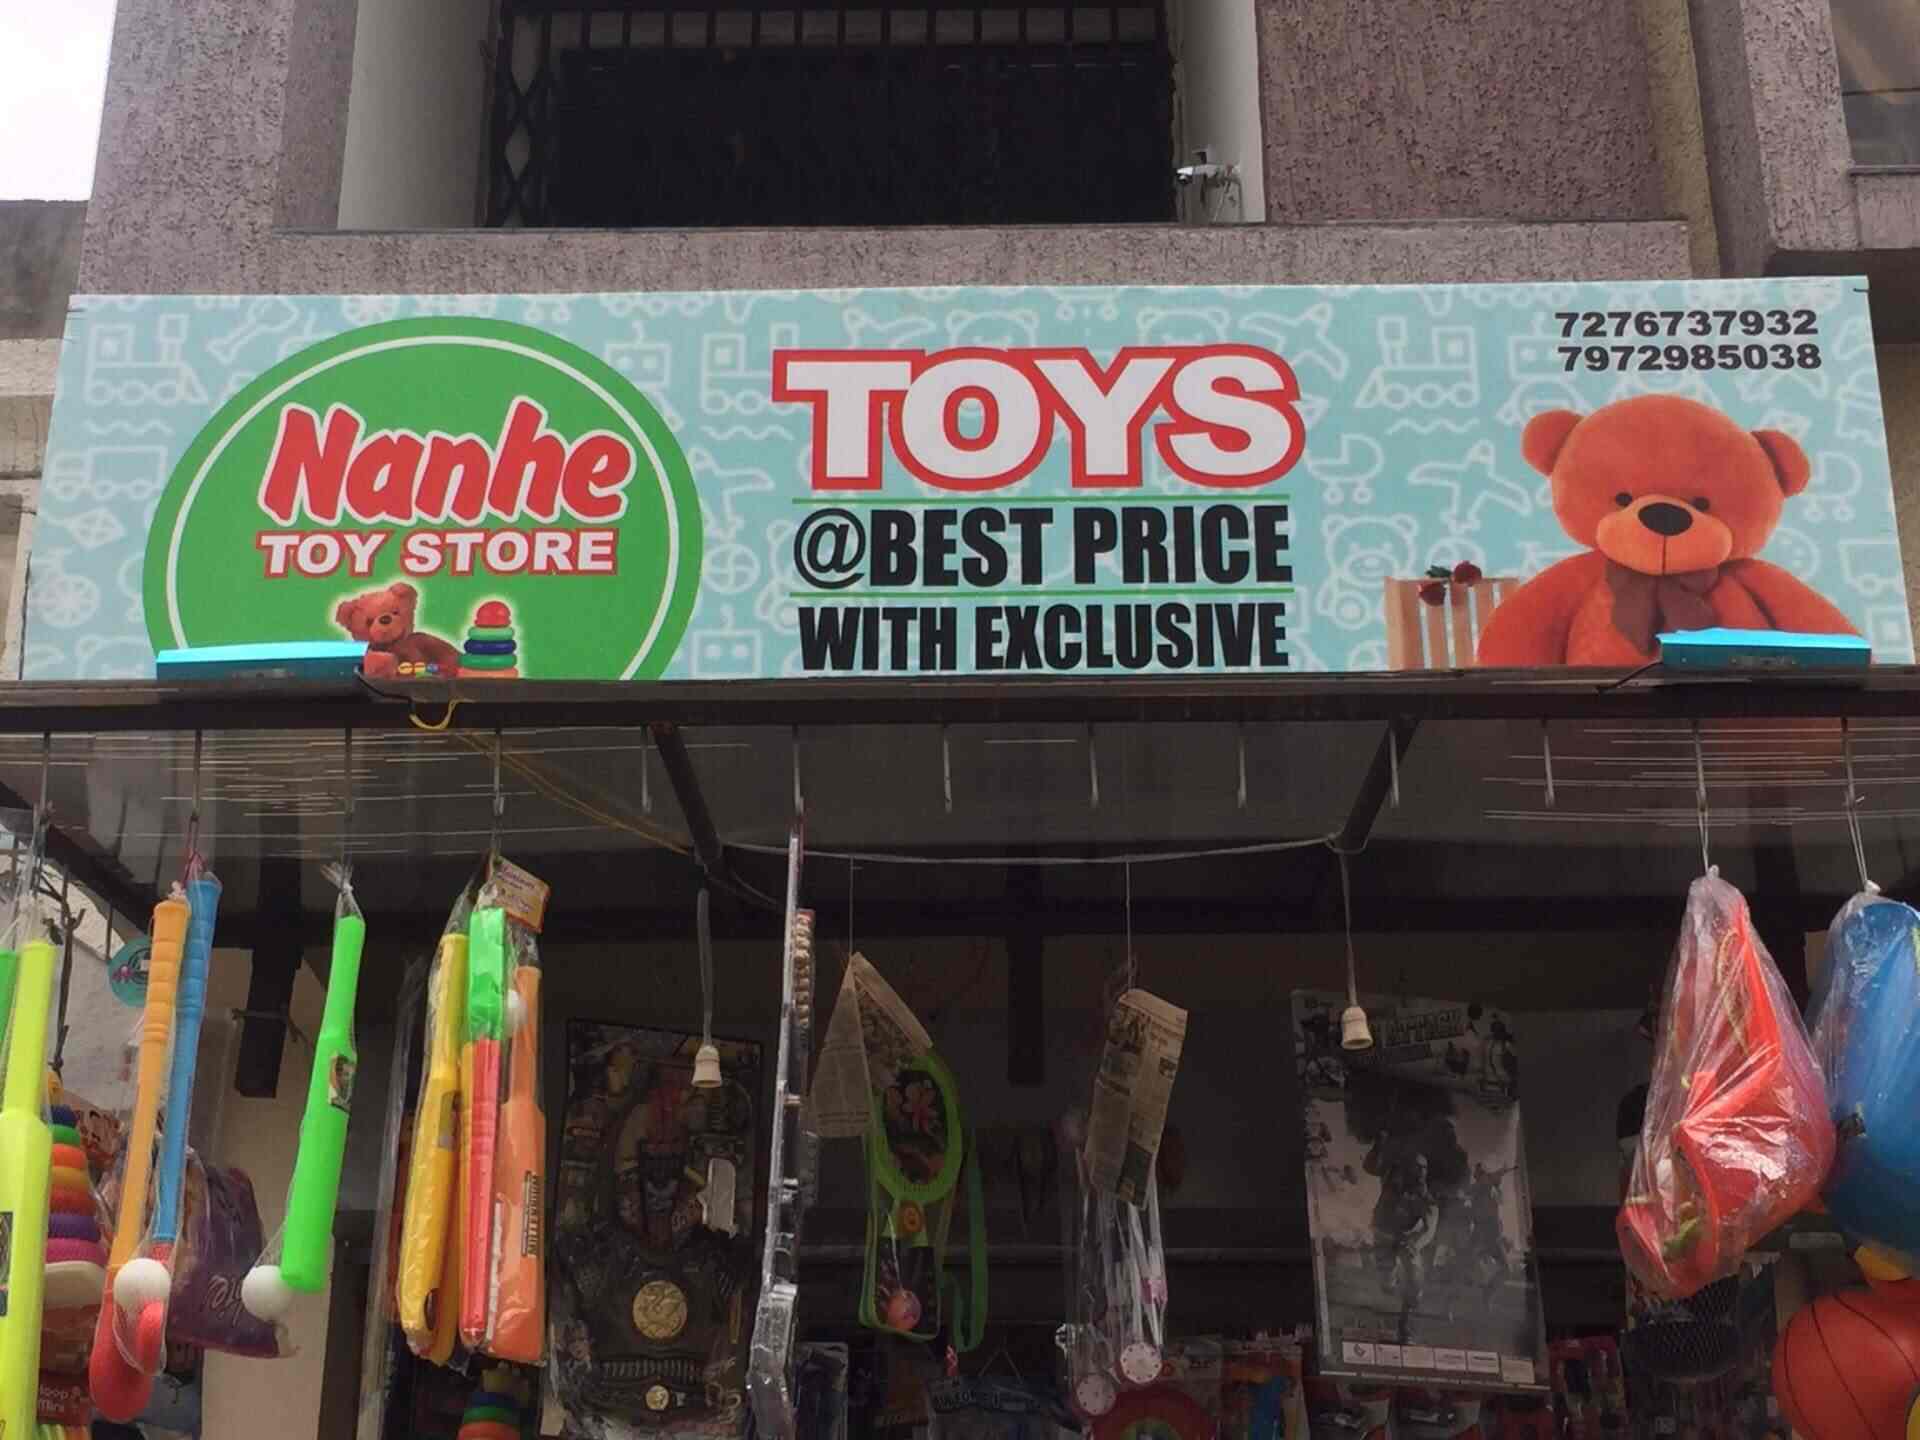 Nanhe
TOY STORE
TOYS
@BEST PRICE
WITH EXCLUSIVE
7276737932
7972985038